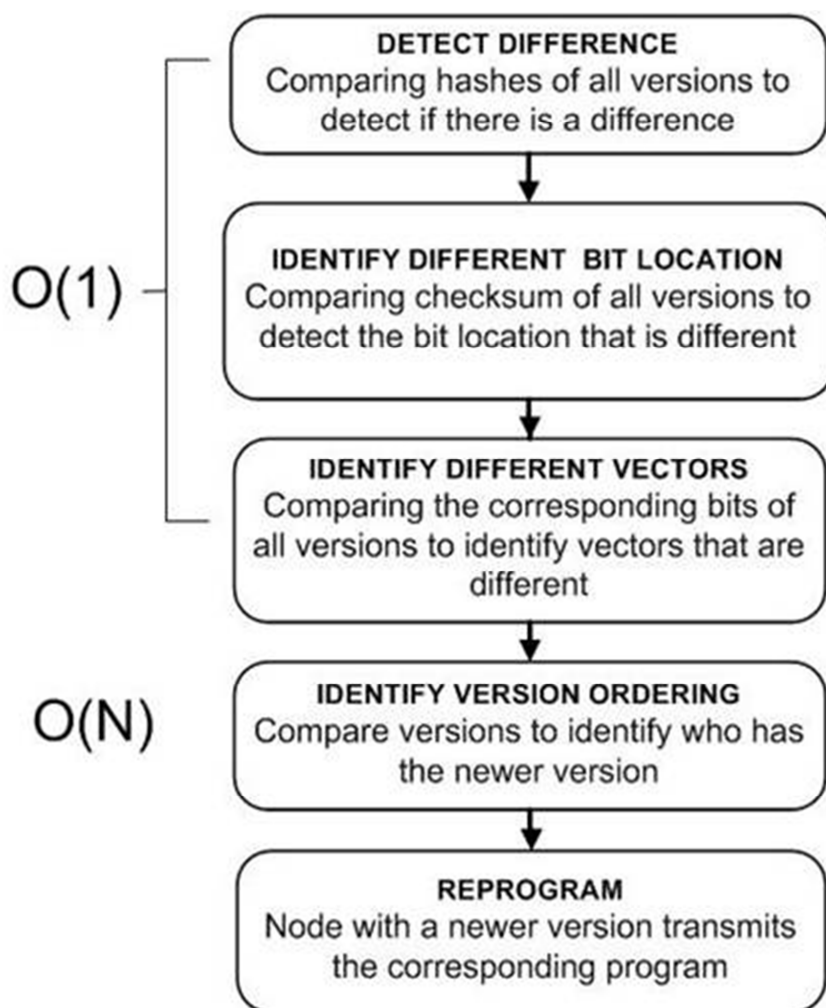 DETECT DIFFERENCE
Comparing hashes of all versions to
detect if there is a difference
O(1)
IDENTIFY DIFFERENT BIT LOCATION
Comparing checksum of all versions to
detect the bit location that is different
IDENTIFY DIFFERENT VECTORS
Comparing the corresponding bits of
all versions to identify vectors that are
different
O(N)
IDENTIFY VERSION ORDERING
Compare versions to identify who has
the newer version
REPROGRAM
Node with a newer version transmits
the corresponding program